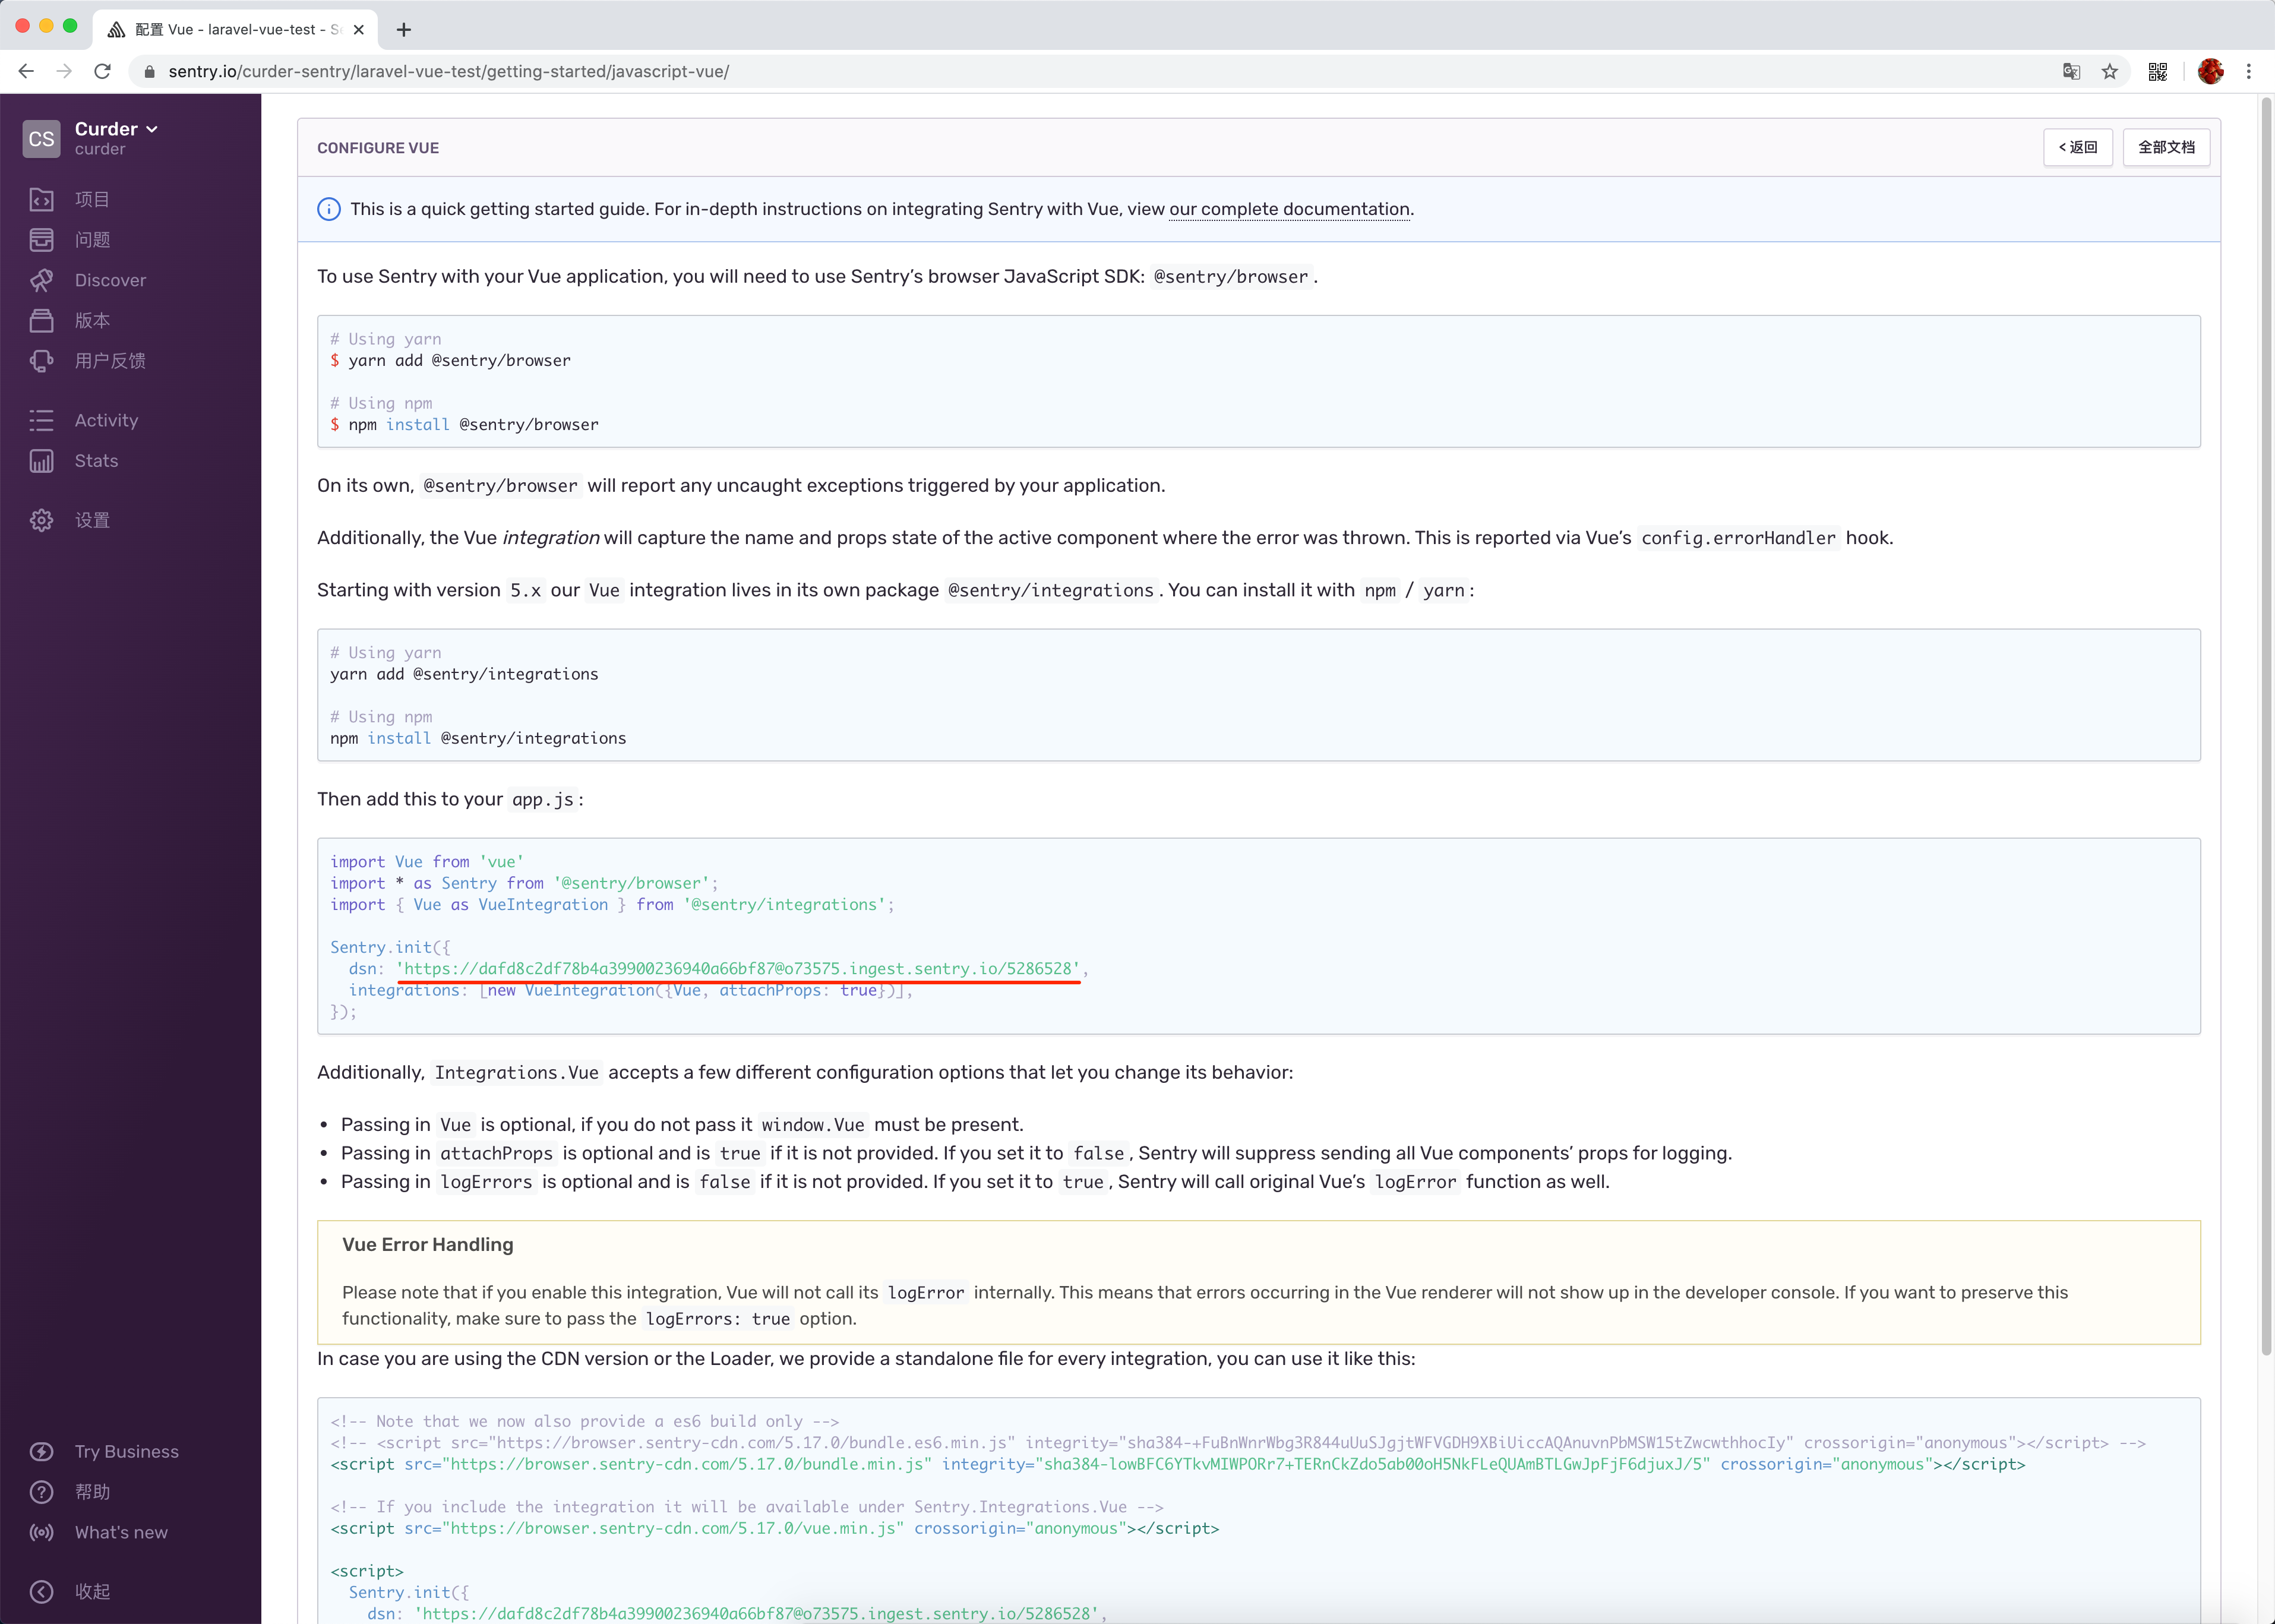 配置 Vue - laravel-vue-test - S
sentry.io/curder-sentry/laravel-vue-test/getting-started/javascript-vue/
CS
Curder
curder
项目
问题
Discover
版本
用户反馈
Activity
Stats
设置
Try Business
帮助
What's new
收起
CONFIGURE VUE
< 返回
全部文档
This is a quick getting started guide. For in-depth instructions on integrating Sentry with Vue, view our complete documentation.
To use Sentry with your Vue application, you will need to use Sentry’s browser JavaScript SDK: @sentry/browser.
# Using yarn
$ yarn add @sentry/browser
# Using npm
$ npm install @sentry/browser
On its own, @sentry/browser will report any uncaught exceptions triggered by your application.
Additionally, the Vue integration will capture the name and props state of the active component where the error was thrown. This is reported via Vue’s config.errorHandler hook.
Starting with version 5.x our Vue integration lives in its own package @sentry/integrations. You can install it with npm / yarn:
# Using yarn
yarn add @sentry/integrations
# Using npm
npm install @sentry/integrations
Then add this to your app.js:
import Vue from 'vue'
import * as Sentry from '@sentry/browser';
import { Vue as VueIntegration } from '@sentry/integrations';
Sentry.init({
dsn: 'https://dafd8c2df78b4a39900236940a66bf87@o73575.ingest.sentry.io/5286528',
integrations: [new VueIntegration({Vue, attachProps: true})],
});
Additionally, Integrations.Vue accepts a few different configuration options that let you change its behavior:
• Passing in Vue is optional, if you do not pass it window.Vue must be present.
• Passing in attachProps is optional and is true if it is not provided. If you set it to false, Sentry will suppress sending all Vue components’ props for logging.
• Passing in logErrors is optional and is false if it is not provided. If you set it to true, Sentry will call original Vue’s logError function as well.
Vue Error Handling
Please note that if you enable this integration, Vue will not call its logError internally. This means that errors occurring in the Vue renderer will not show up in the developer console. If you want to preserve this
functionality, make sure to pass the logErrors: true option.
In case you are using the CDN version or the Loader, we provide a standalone file for every integration, you can use it like this:
<!-- Note that we now also provide a es6 build only -->
<!-- <script src="https://browser.sentry-cdn.com/5.17.0/bundle.es6.min.js" integrity="sha384-+FuBnWnrWbg3R844uUuSJgjtWFVGDH9XBiUiccAQAnuvnPbMSW15tZwcwthhocIy" crossorigin="anonymous"></script> -->
<script src="https://browser.sentry-cdn.com/5.17.0/bundle.min.js" integrity="sha384-lowBFC6YTkvMIWPORr7+TERnCkZdo5ab00oH5NkFLeQUAmBTLGwJpFjF6djuxJ/5" crossorigin="anonymous"></script>
<!-- If you include the integration it will be available under Sentry.Integrations.Vue -->
<script src="https://browser.sentry-cdn.com/5.17.0/vue.min.js" crossorigin="anonymous"></script>
<script>
Sentry.init({
dsn: 'https://dafd8c2df78b4a39900236940a66bf87@o73575.ingest.sentry.io/5286528',